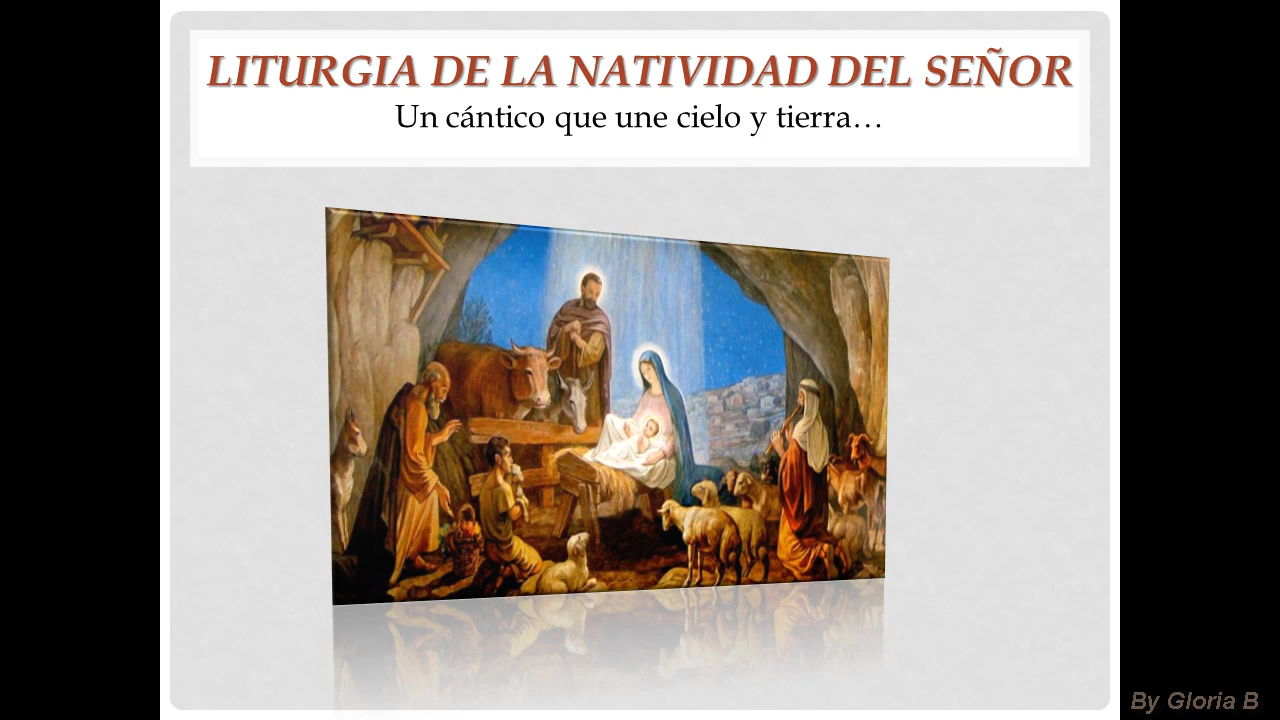 LITURGIA DE LA NATIVIDAD DEL SEÑOR
Un cántico que une cielo y tierra…
By Gloria B